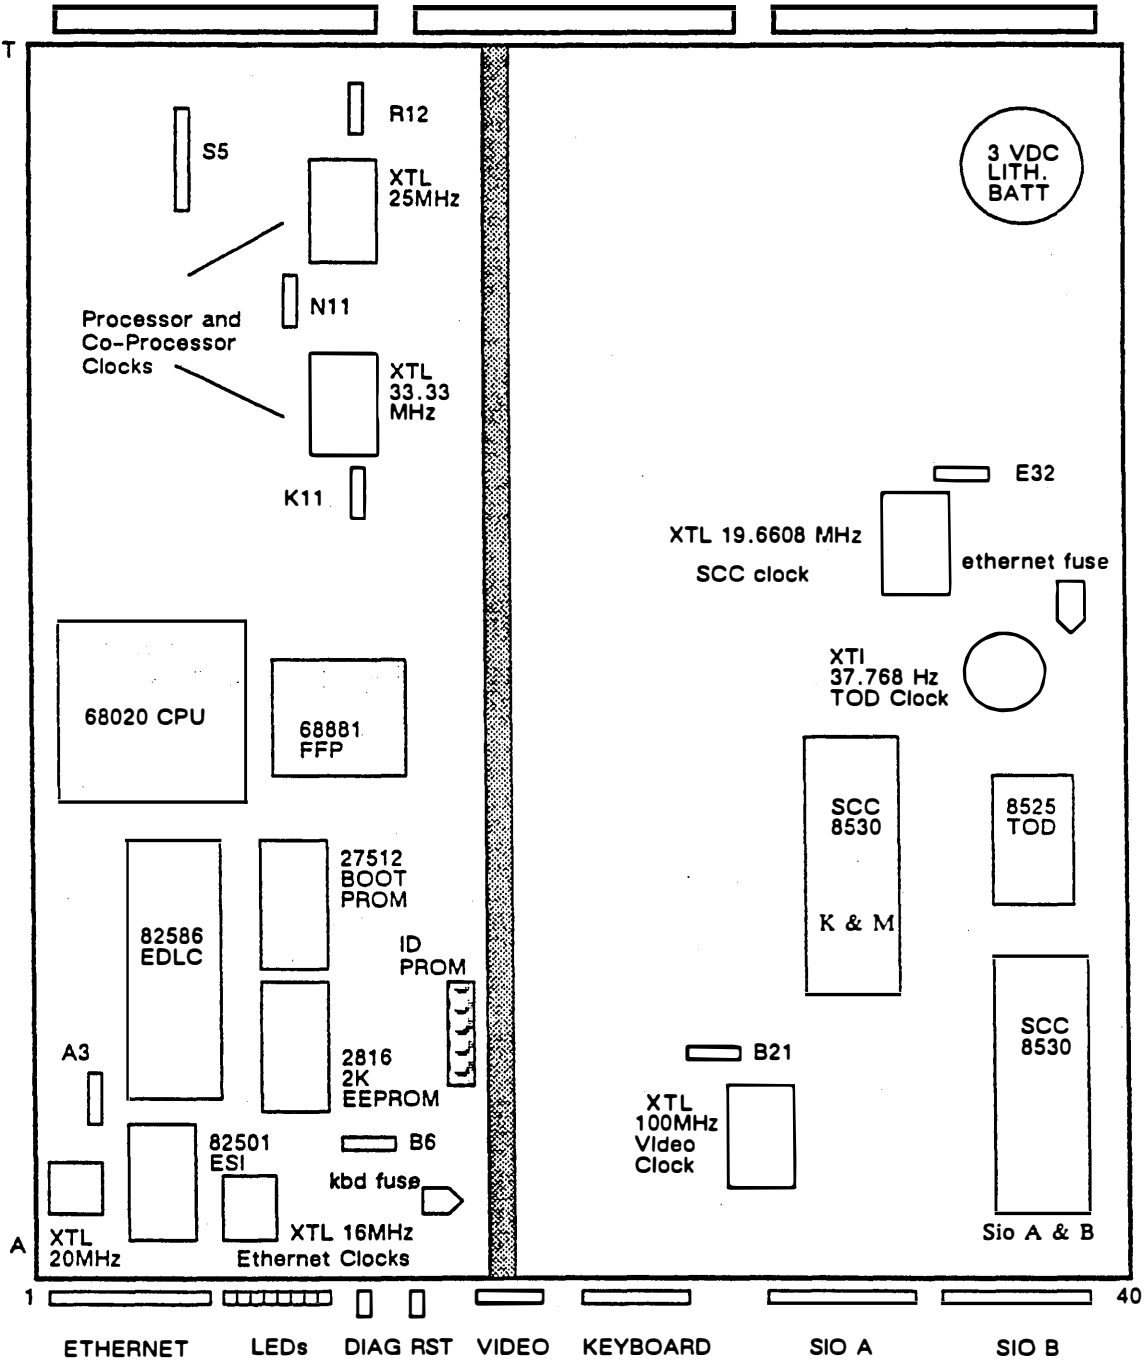 T
R12
S5
XTL
25MHz
3 VDC
LITH.
BATT
N11
Processor and
Co-Processor
Clocks
XTL
33.33
MHz
K11
E32
XTL 19.6608 MHz
SCC clock
ethernet fuse
XTI
37.768 Hz
TOD Clock
68020 CPU
68881
FFP
SCC
8530
K & M
8525
TOD
27512
BOOT
PROM
82586
EDLC
ID
PROM
SCC
8530
Sio A & B
A3
2816
2K
EEPROM
B21
XTL
100MHz
Video
Clock
82501
ESI
B6
kbd fuse
XTL
20MHz
XTL 16MHz
Ethernet Clocks
A
1
40
ETHERNET
LEDs
DIAG
RST
VIDEO
KEYBOARD
SIO A
SIO B